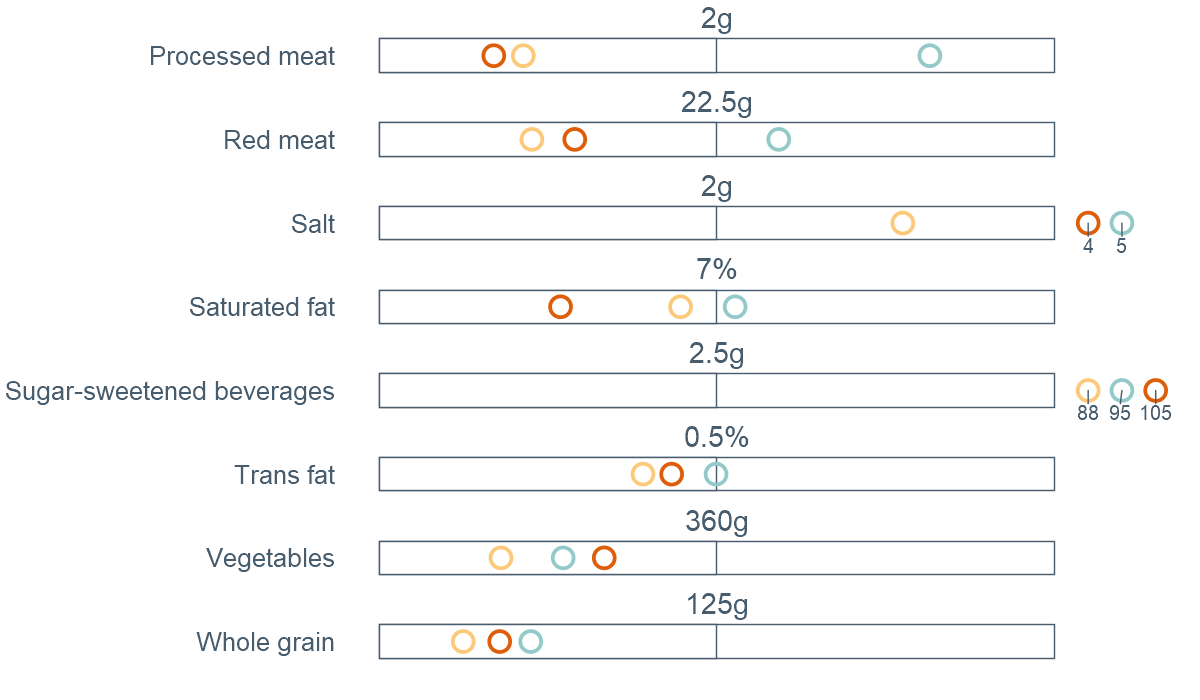 2g
Processed meat
22.5g
Red meat
2g
Salt
4 5
7%
Saturated fat
2.5g
Sugar-sweetened beverages
88 95 105
0.5%
Trans fat
360g
Vegetables
125g
Whole grain